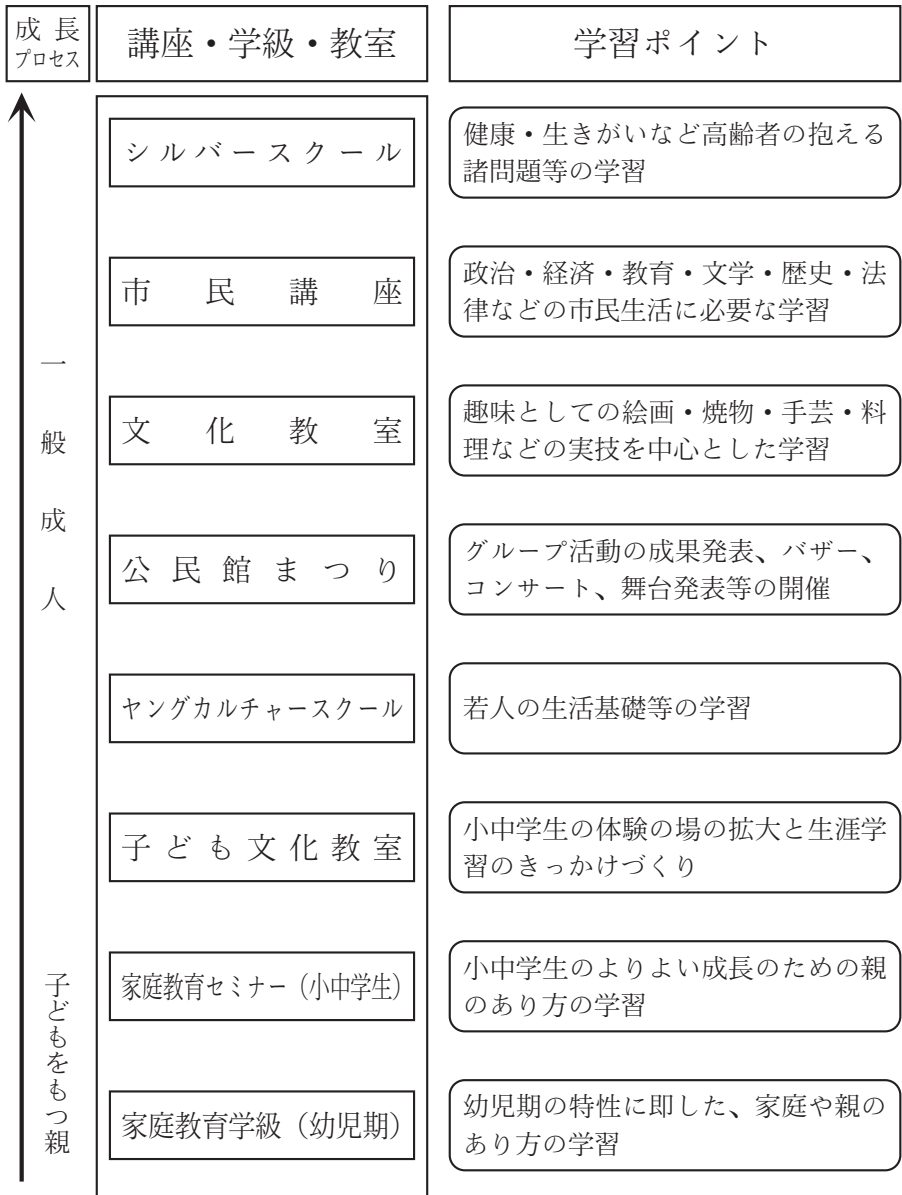 成長
プロセス
講座・学級・教室
学習ポイント
シルバースクール
健康・生きがいなど高齢者の抱える
諸問題等の学習
市民講座
政治・経済・教育・文学・歴史・法
律などの市民生活に必要な学習
一般成人
文化教室
趣味としての絵画・焼物・手芸・料
理などの実技を中心とした学習
公民館まつり
グループ活動の成果発表、バザー、
コンサート、舞台発表等の開催
ヤングカルチャースクール
若人の生活基礎等の学習
子ども文化教室
小中学生の体験の場の拡大と生涯学
習のきっかけづくり
子どもをもつ親
家庭教育セミナー（小中学生）
小中学生のよりよい成長のための親
のあり方の学習
家庭教育学級（幼児期）
幼児期の特性に即した、家庭や親の
あり方の学習